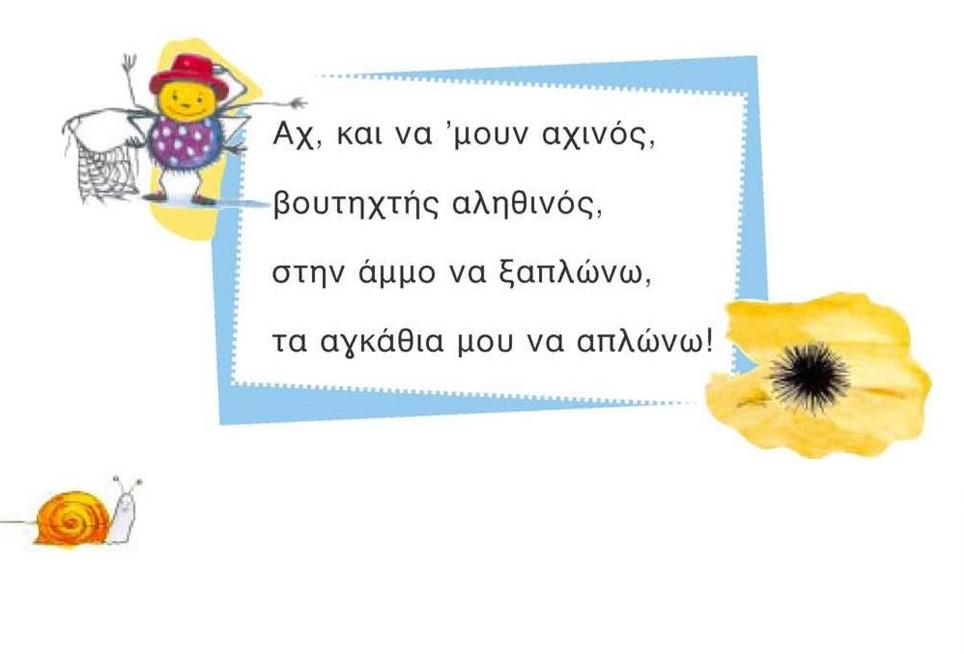 Αχ, και να ’μουν αχινός,
βουτηχτής αληθινός,
στην άμμο να ξαπλώνω,
τα αγκάθια μου να απλώνω!